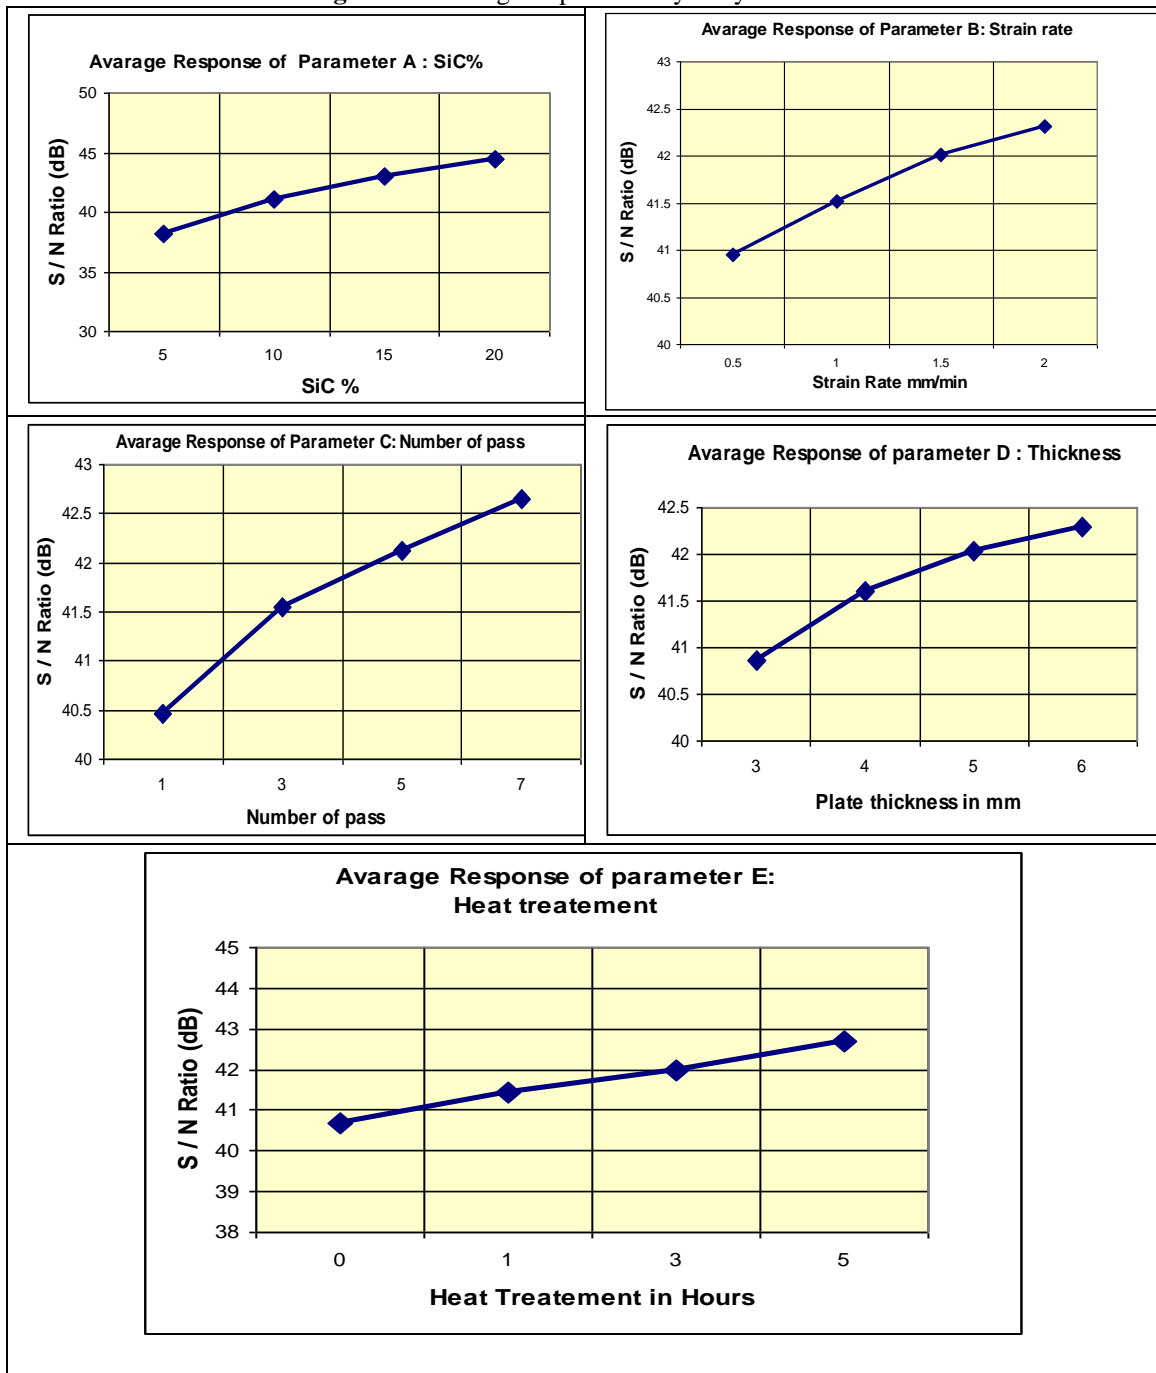 Avarage Response of Parameter A : SiC%
S / N Ratio (dB)
50
45
40
35
30
5 10 15 20
SiC %
Avarage Response of Parameter B: Strain rate
S / N Ratio (dB)
43
42.5
42
41.5
41
40.5
40
0.5 1 1.5 2
Strain Rate mm/min
Avarage Response of Parameter C: Number of pass
S / N Ratio (dB)
43
42.5
42
41.5
41
40.5
40
1 3 5 7
Number of pass
Avarage Response of parameter D : Thickness
S / N Ratio (dB)
42.5
42
41.5
41
40.5
40
3 4 5 6
Plate thickness in mm
Avarage Response of parameter E:
Heat treatement
S / N Ratio (dB)
45
44
43
42
41
40
39
38
0 1 3 5
Heat Treatement in Hours